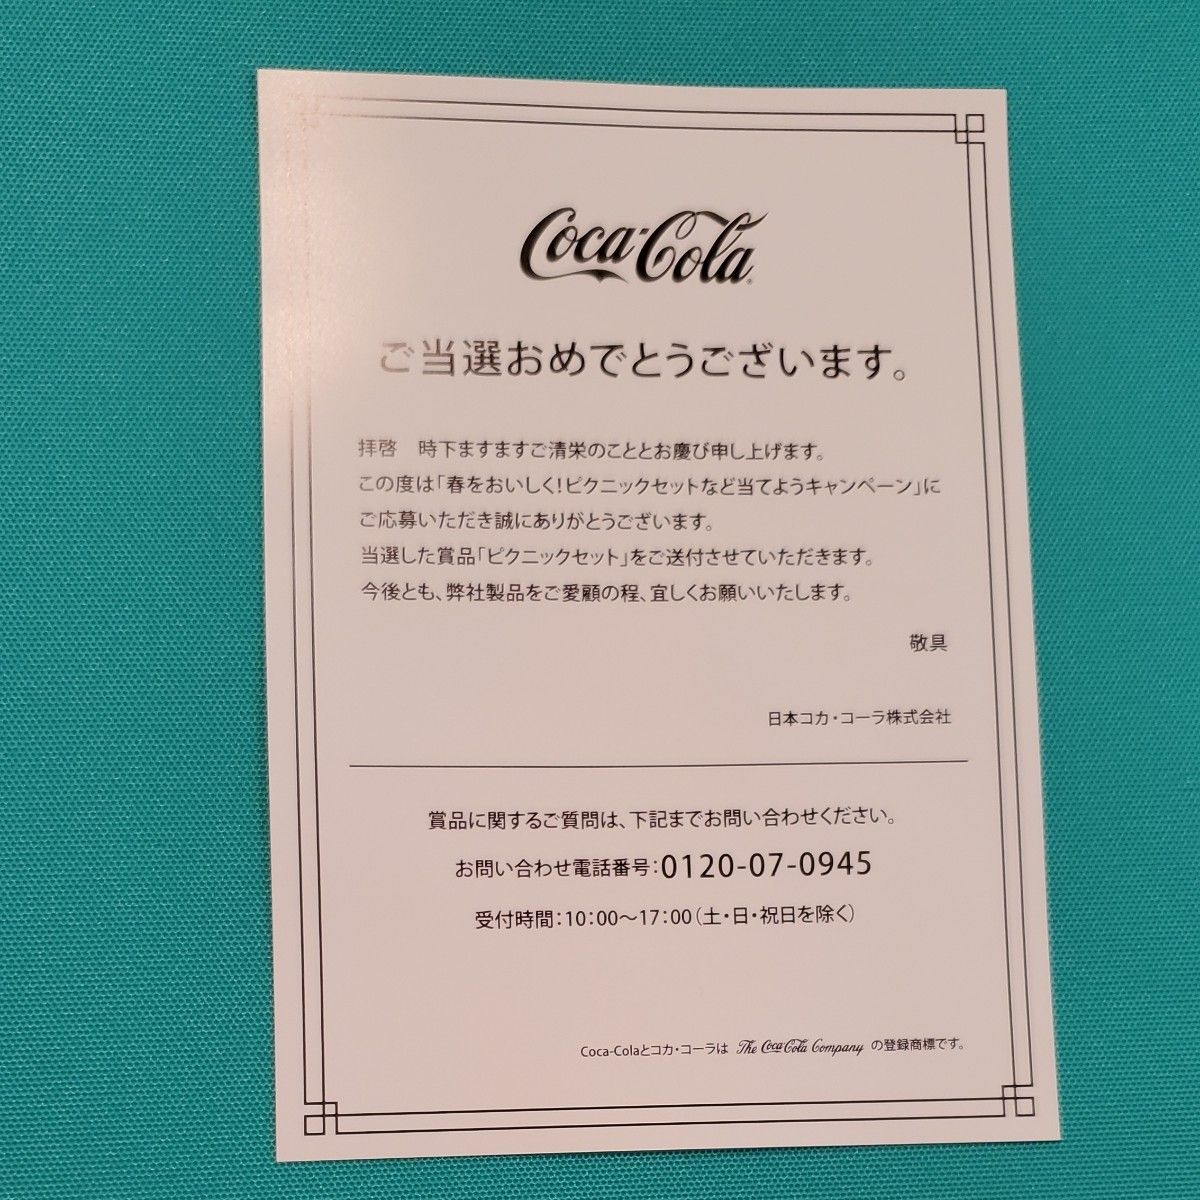 Coca-Cola
ご当選おめでとうございます。
拝啓　時下ますますご清栄のこととお慶び申し上げます。
この度は「春をおいしく!ピクニックセットなど当てようキャンペーン」に
ご応募いただき誠にありがとうございます。
当選した賞品「ピクニックセット」をご送付させていただきます。
今後とも、弊社製品をご愛顧の程、宜しくお願いいたします。
敬具
日本コカ・コーラ株式会社
賞品に関するご質問は、下記までお問い合わせください。
お問い合わせ電話番号:0120-07-0945
受付時間:10:00～17:00(土・日・祝日を除く)
Coca-Colaとコカ・コーラは The Coca-Cola Company の登録商標です。